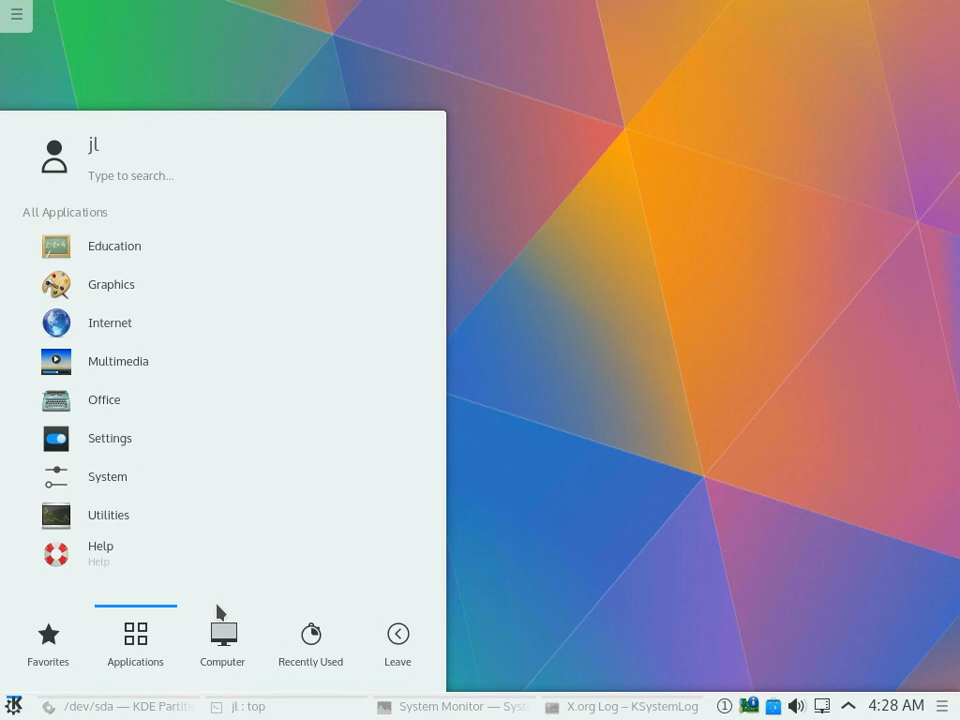 jl
Type to search...
All Applications
Education
Graphics
Internet
Multimedia
Office
Settings
System
Utilities
Help
Help
Favorites
Applications
Computer
Recently Used
Leave
/dev/sda — KDE Partiti
jl : top
System Monitor — Syst
X.org Log – KSystemLog
1
4:28 AM